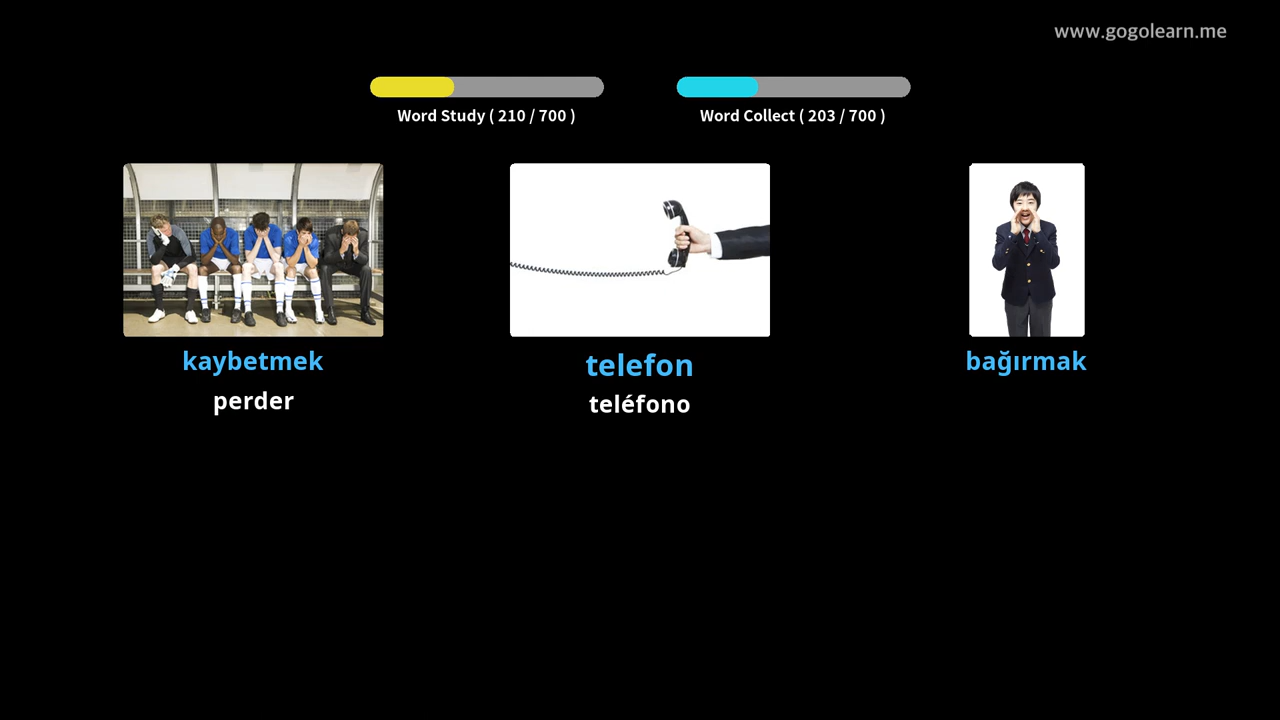 www.gogolearn.me
Word Study ( 210 / 700 )
Word Collect ( 203 / 700 )
kaybetmek
perder
telefon
teléfono
bağırmak